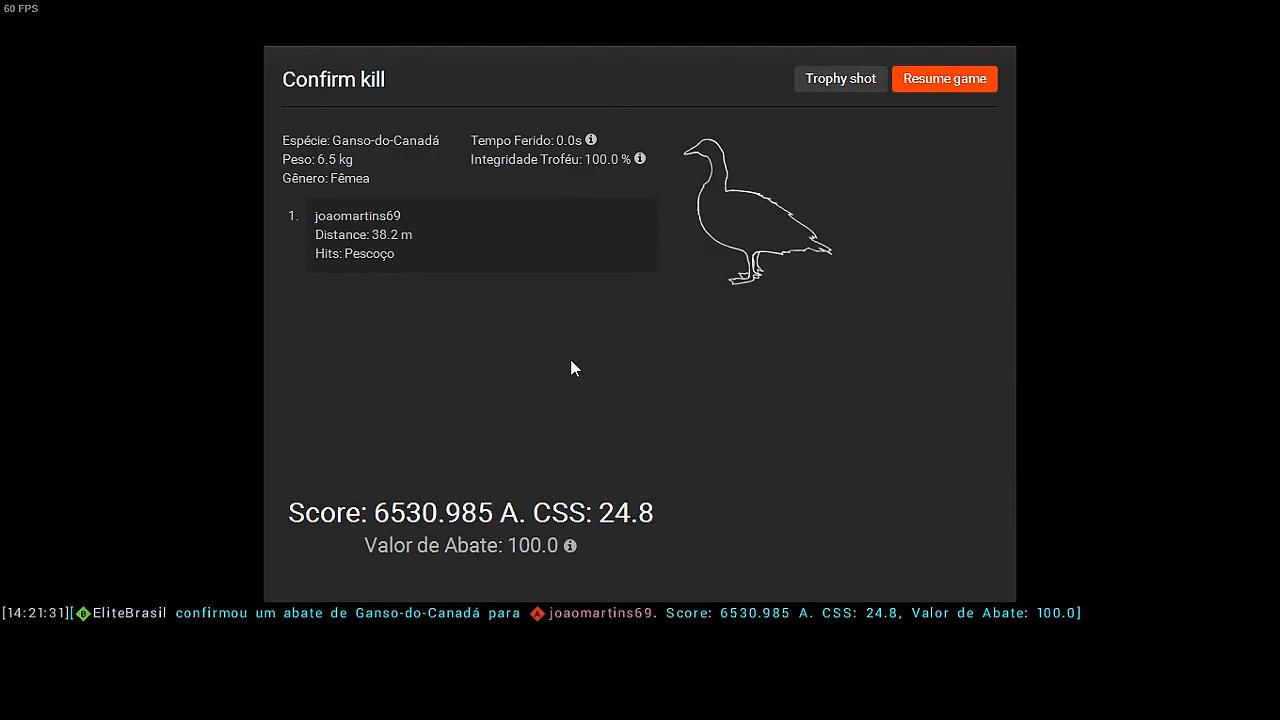 60 FPS
Confirm kill
Trophy shot
Resume game
Espécie: Ganso-do-Canadá
Tempo Ferido: 0.0s
Peso: 6.5 kg
Integridade Troféu: 100.0 %
Gênero: Fêmea
1.
joaomartins69
Distance: 38.2 m
Hits: Pescoço
Score: 6530.985 A. CSS: 24.8
Valor de Abate: 100.0
[14:21:31][EliteBrasil confirmou um abate de Ganso-do-Canadá para joaomartins69. Score: 6530.985 A. CSS: 24.8, Valor de Abate: 100.0]